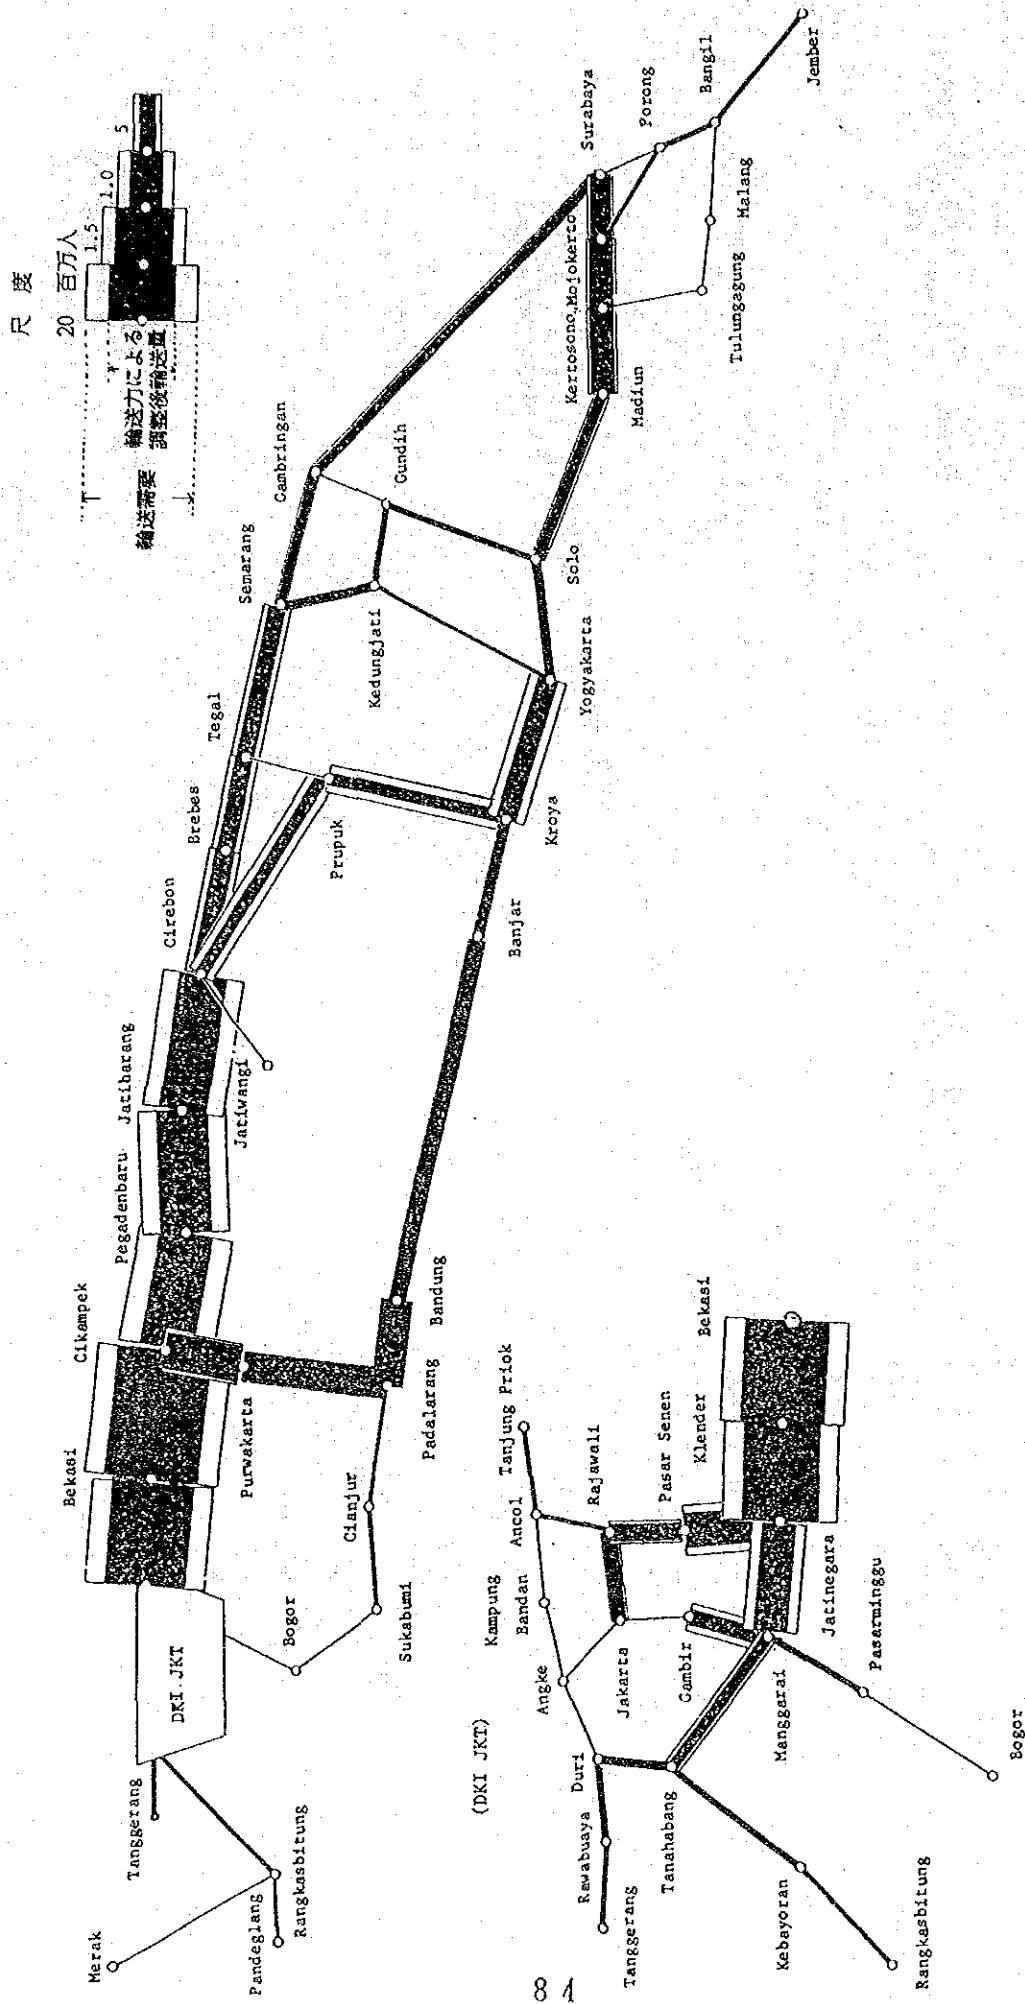 尺度
20 百万人
1.5
1.0
5
輸送需要
輸送力による
調整後輸送量
Merak
Tanggerang
Pandeglang
Rangkasbitung
DKI.JKT
Bogor
Sukabumi
Cianjur
Bekasi
Cikampek
Purwakarta
Padalarang
Bandung
Pegadenbaru
Jatibarang
Jatiwangi
Cirebon
Brebes
Tegal
Prupuk
Banjar
Kroya
Yogyakarta
Semarang
Kedungjati
Gambringan
Gundih
Solo
Madiun
Kertosono
Mojokerto
Surabaya
Porong
Bangil
Jember
Tulungagung
Malang
(DKI JKT)
Tanggerang
Rawabuaya
Duri
Angke
Kampung
Bandan
Ancol
Tanjung Priok
Rajawali
Jakarta
Pasar Senen
Gambir
Klender
Bekasi
Tanahabang
Manggarai
Jatinegara
Kebayoran
Rangkasbitung
Pasarminggu
Bogor
84